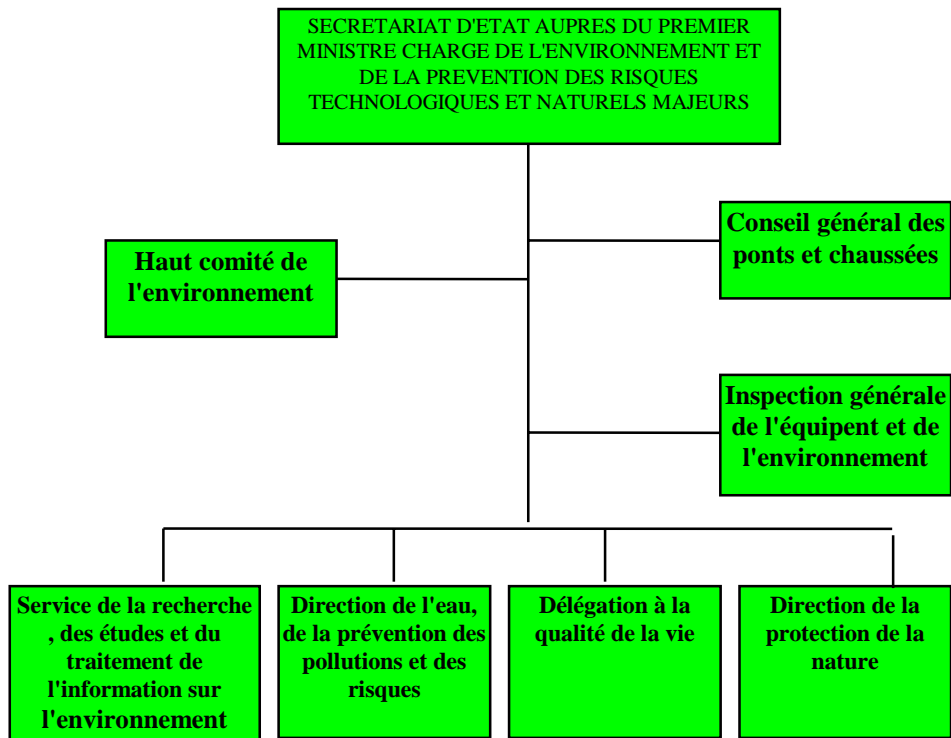 SECRETARIAT D'ETAT AUPRES DU PREMIER
MINISTRE CHARGE DE L'ENVIRONNEMENT ET
DE LA PREVENTION DES RISQUES
TECHNOLOGIQUES ET NATURELS MAJEURS
Conseil général des
ponts et chaussées
Haut comité de
l'environnement
Inspection générale
de l'équipent et de
l'environnement
Service de la recherche
, des études et du
traitement de
l'information sur
l'environnement
Direction de l'eau,
de la prévention des
pollutions et des
risques
Délégation à la
qualité de la vie
Direction de la
protection de la
nature